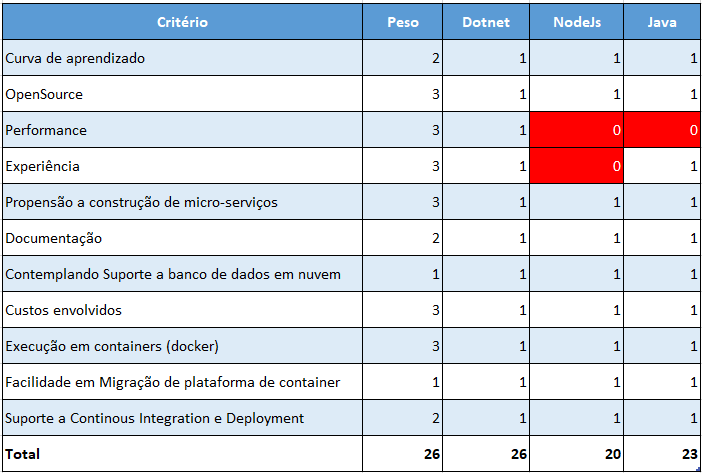 Critério Peso Dotnet NodeJs Java
Curva de aprendizado 2 1 1 1
OpenSource 3 1 1 1
Performance 3 1 0 0
Experiência 3 1 0 1
Propensão a construção de micro-serviços 3 1 1 1
Documentação 2 1 1 1
Contemplando Suporte a banco de dados em nuvem 1 1 1 1
Custos envolvidos 3 1 1 1
Execução em containers (docker) 3 1 1 1
Facilidade em Migração de plataforma de container 1 1 1 1
Suporte a Continous Integration e Deployment 2 1 1 1
Total 26 26 20 23